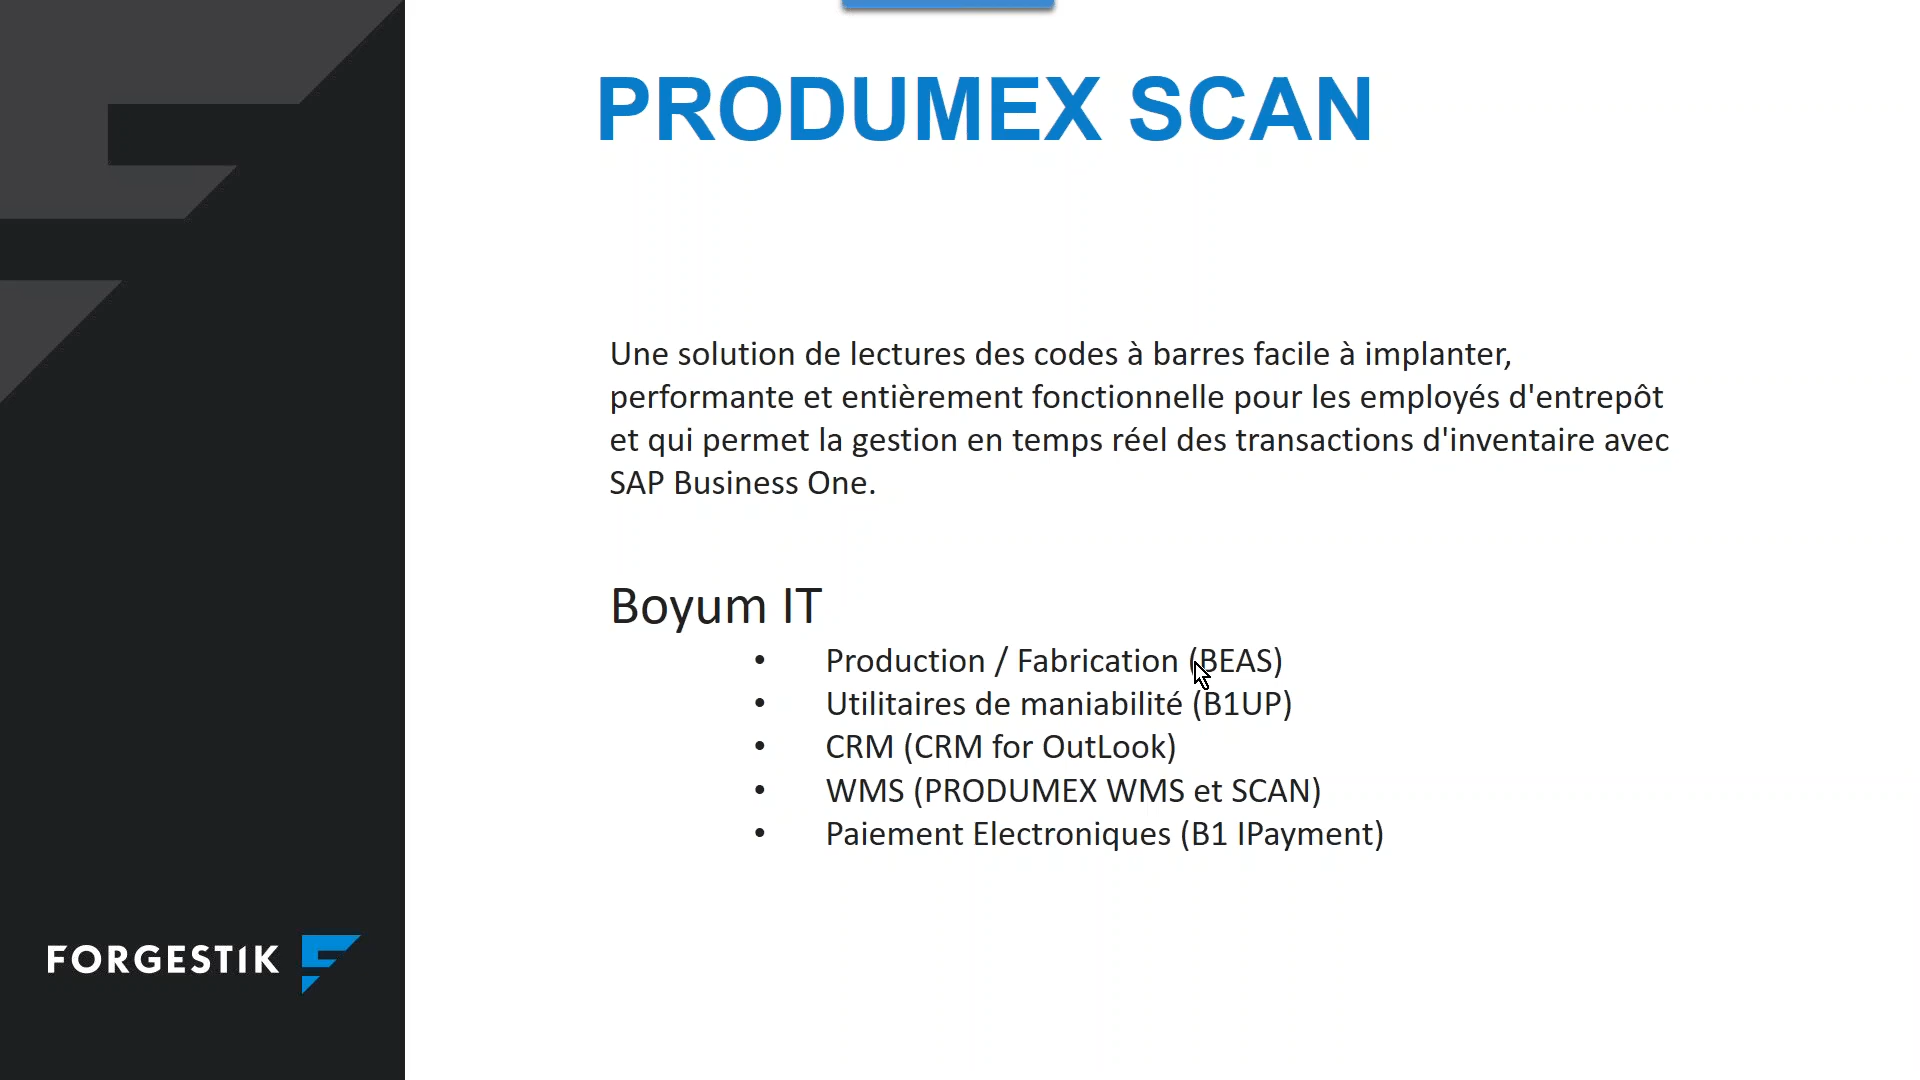 PRODUMEX SCAN
Une solution de lectures des codes à barres facile à implanter,
performante et entièrement fonctionnelle pour les employés d'entrepôt
et qui permet la gestion en temps réel des transactions d'inventaire avec
SAP Business One.
Boyum IT
• Production / Fabrication (BEAS)
• Utilitaires de maniabilité (B1UP)
• CRM (CRM for OutLook)
• WMS (PRODUMEX WMS et SCAN)
• Paiement Electroniques (B1 IPayment)
FORGESTIK